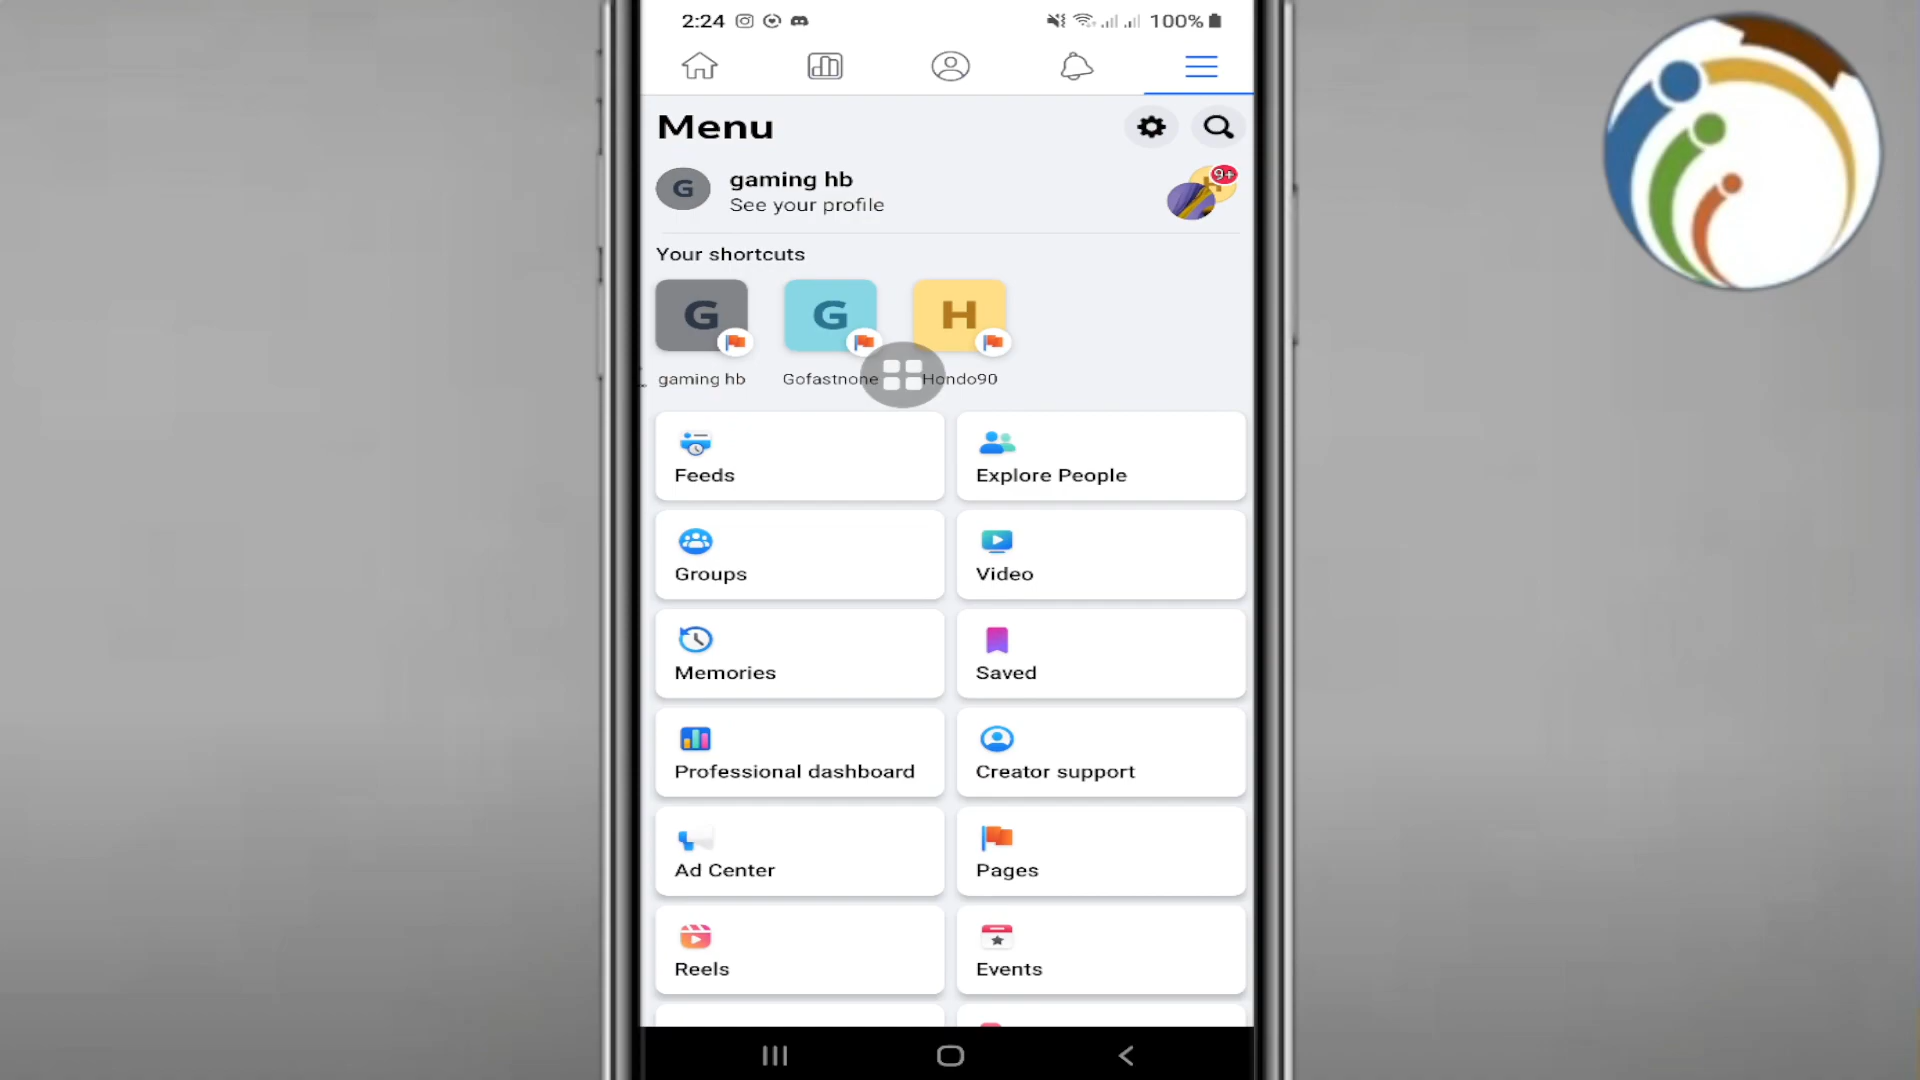 2:24 100%
Menu
G gaming hb
See your profile
9+
H
Your shortcuts
G G H
gaming hb Gofastnone Hondo90
Feeds Explore People
Groups Video
Memories Saved
Professional dashboard Creator support
Ad Center Pages
Reels Events